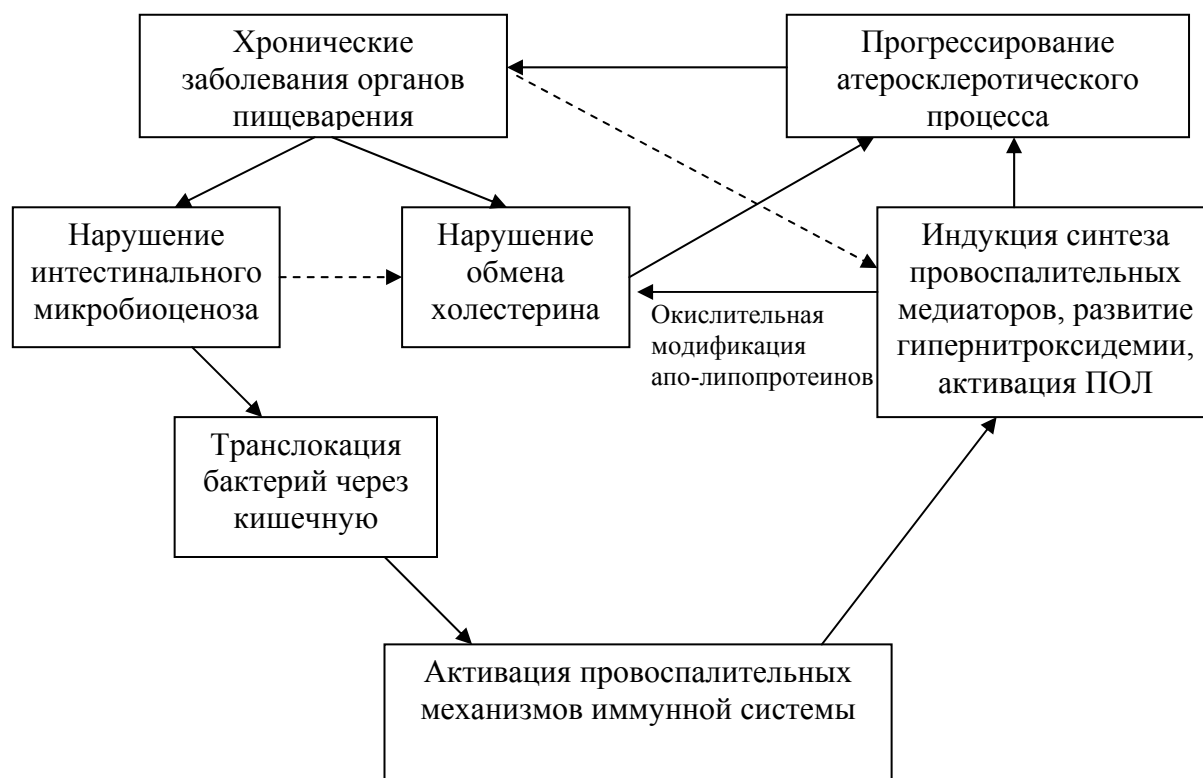 Хронические
заболевания органов
пищеварения
Прогрессирование
атеросклеротического
процесса
Нарушение
интестинального
микробиоценоза
Нарушение
обмена
холестерина
Индукция синтеза
провоспалительных
медиаторов, развитие
гипернитроксидемии,
активация ПОЛ
Окислительная
модификация
апо-липопротеинов
Транслокация
бактерий через
кишечную
Активация провоспалительных
механизмов иммунной системы